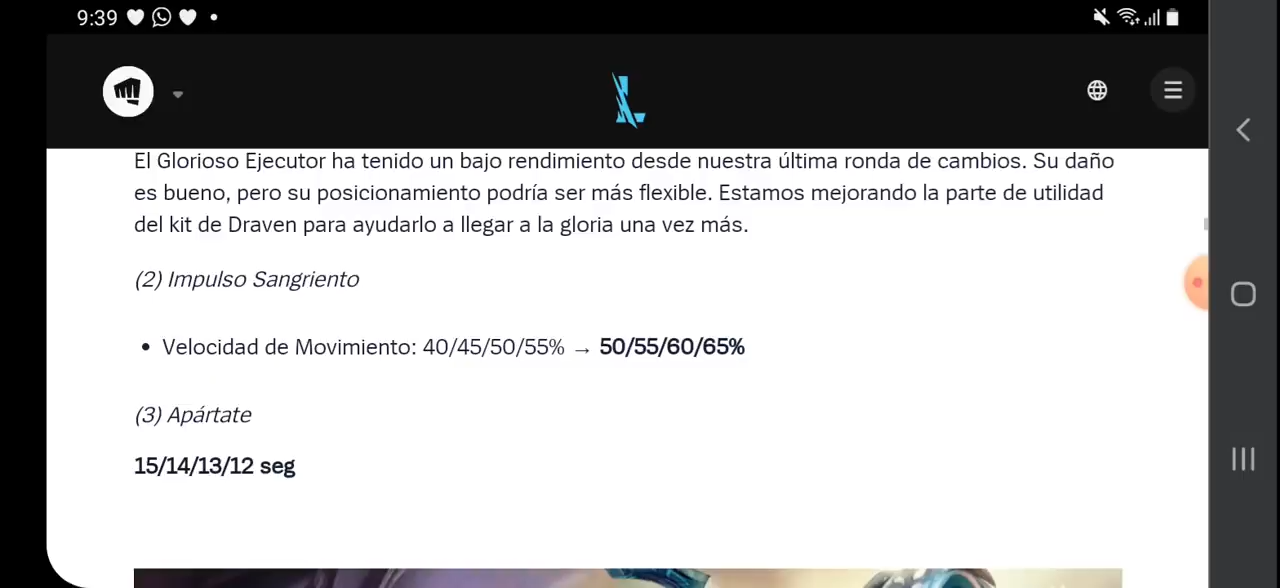 9:39
El Glorioso Ejecutor ha tenido un bajo rendimiento desde nuestra última ronda de cambios. Su daño
es bueno, pero su posicionamiento podría ser más flexible. Estamos mejorando la parte de utilidad
del kit de Draven para ayudarlo a llegar a la gloria una vez más.
(2) Impulso Sangriento
• Velocidad de Movimiento: 40/45/50/55% → 50/55/60/65%
(3) Apártate
15/14/13/12 seg